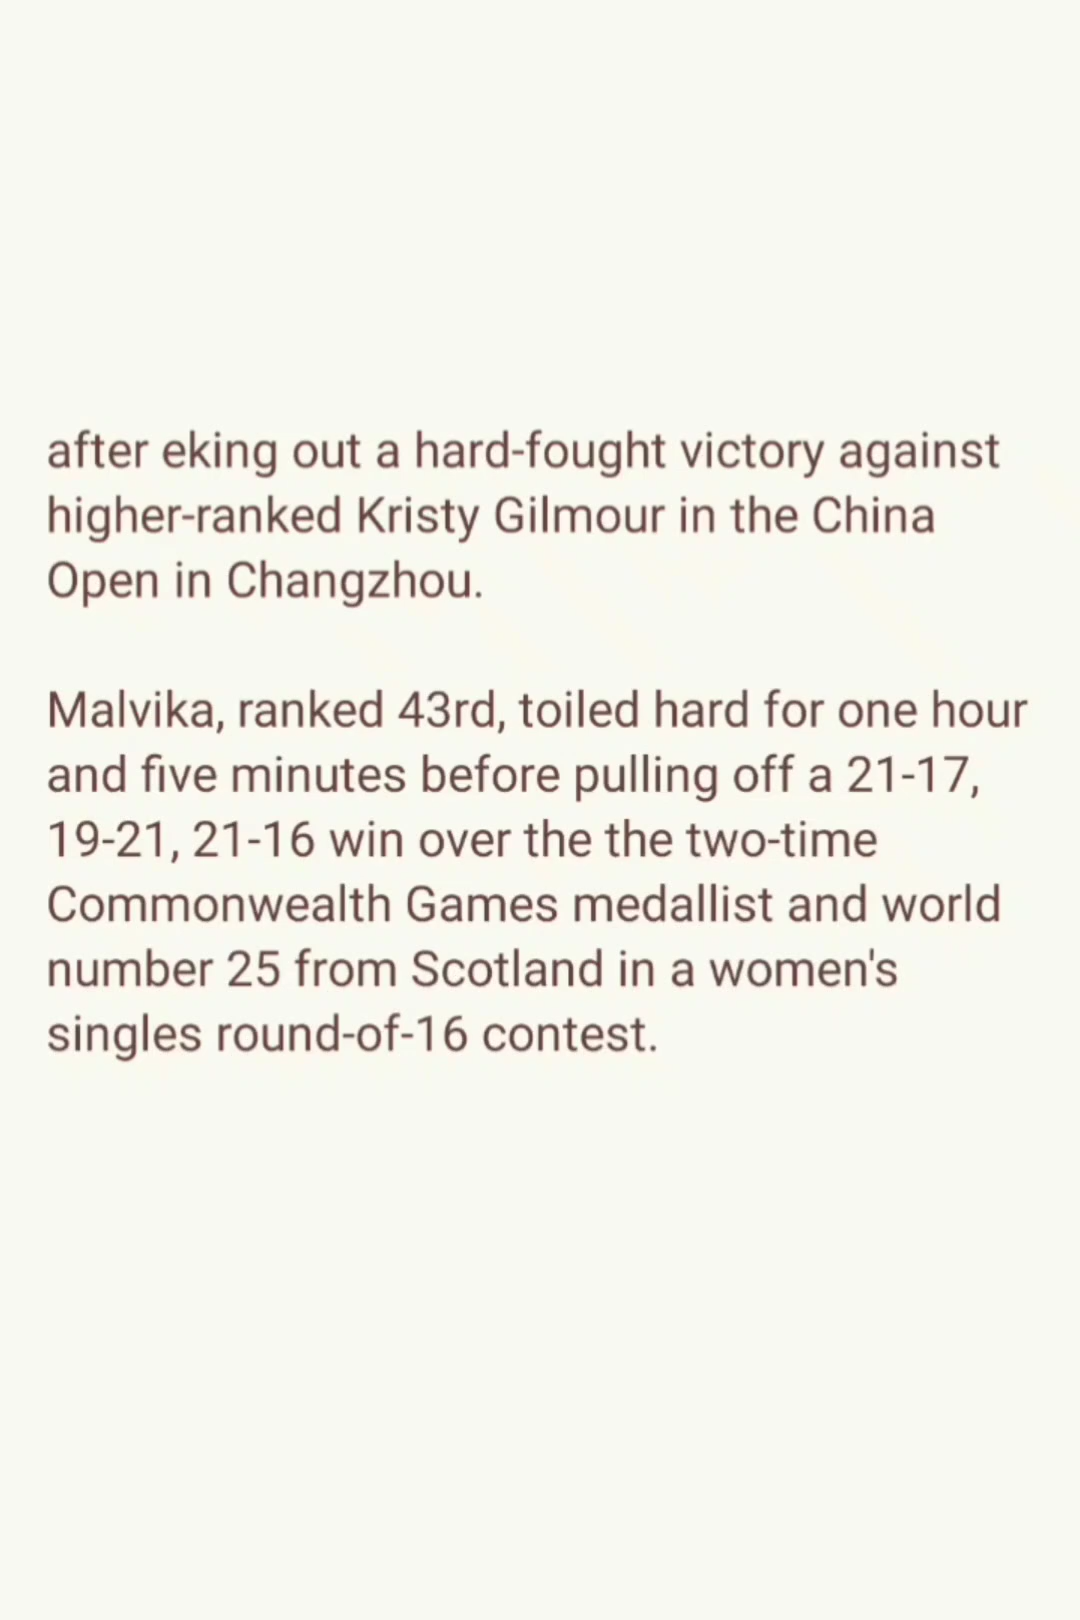 after eking out a hard-fought victory against
higher-ranked Kristy Gilmour in the China
Open in Changzhou.
Malvika, ranked 43rd, toiled hard for one hour
and five minutes before pulling off a 21-17,
19-21, 21-16 win over the the two-time
Commonwealth Games medallist and world
number 25 from Scotland in a women's
singles round-of-16 contest.